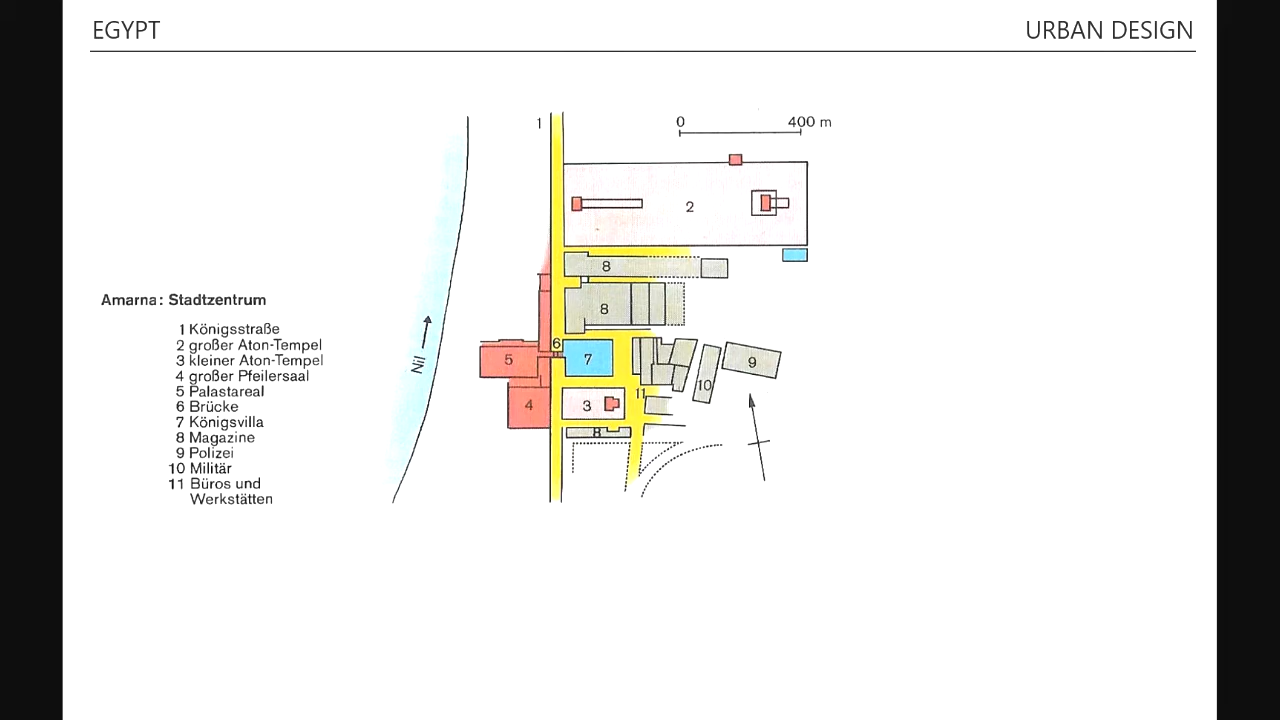 EGYPT
URBAN DESIGN
1
0
400 m
2
8
8
6
7
5
9
10
11
4
3
8
Nil
Amarna: Stadtzentrum
1 Königsstraße
2 großer Aton-Tempel
3 kleiner Aton-Tempel
4 großer Pfeilersaal
5 Palastareal
6 Brücke
7 Königsvilla
8 Magazine
9 Polizei
10 Militär
11 Büros und
Werkstätten